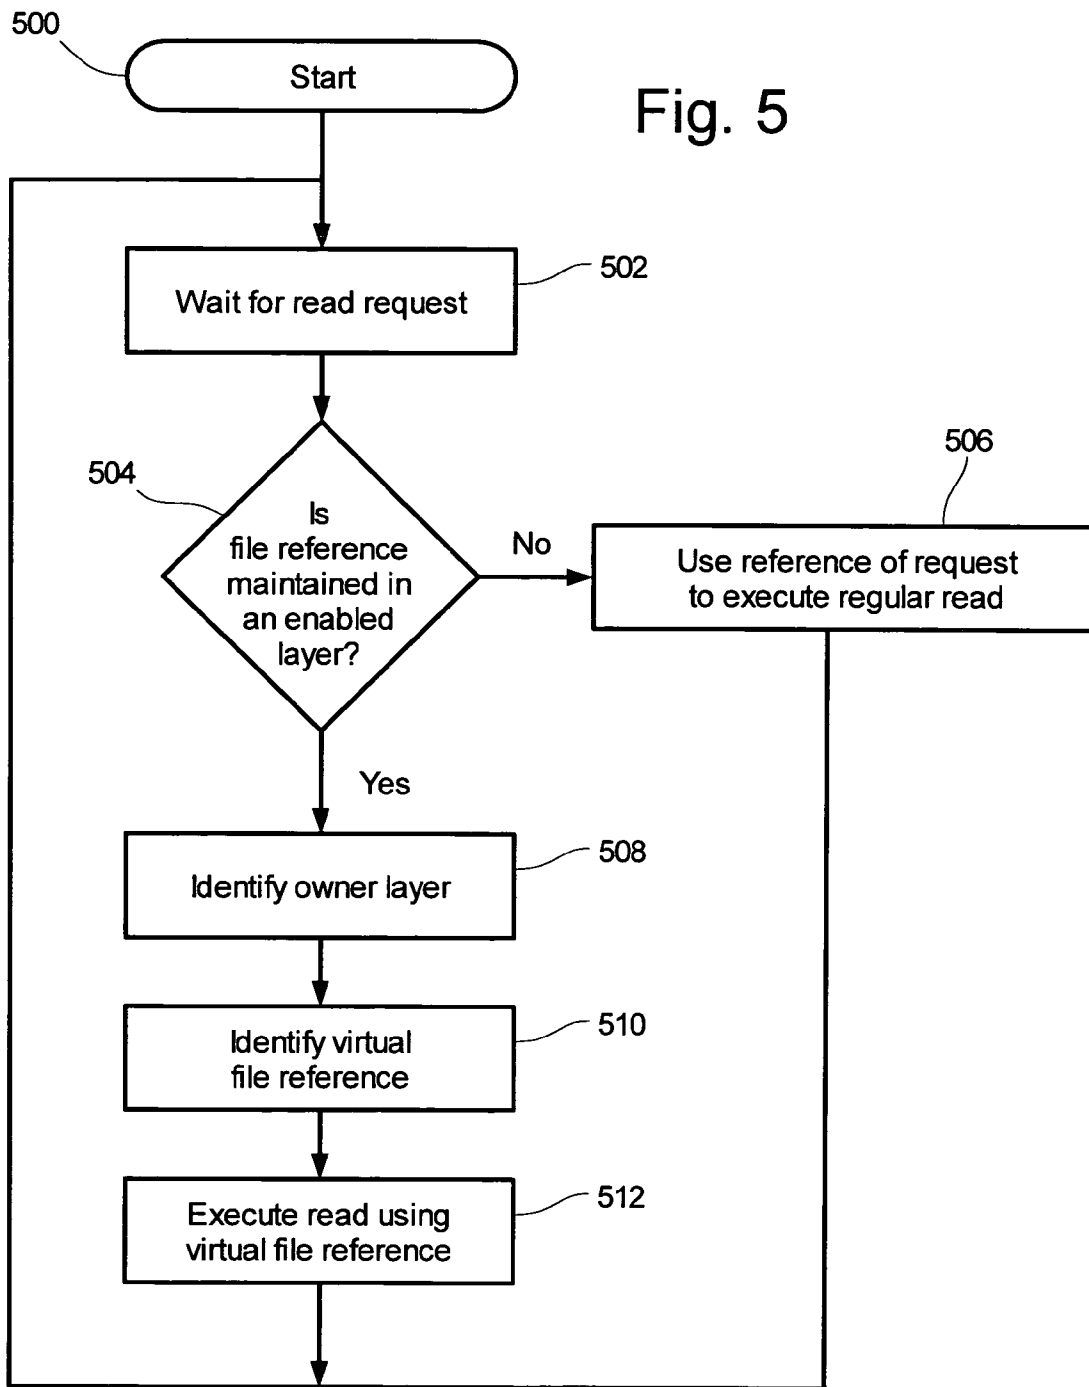 500
Start
Fig. 5
502
Wait for read request
504
Is
file reference
maintained in
an enabled
layer?
No
506
Use reference of request
to execute regular read
Yes
508
Identify owner layer
510
Identify virtual
file reference
512
Execute read using
virtual file reference